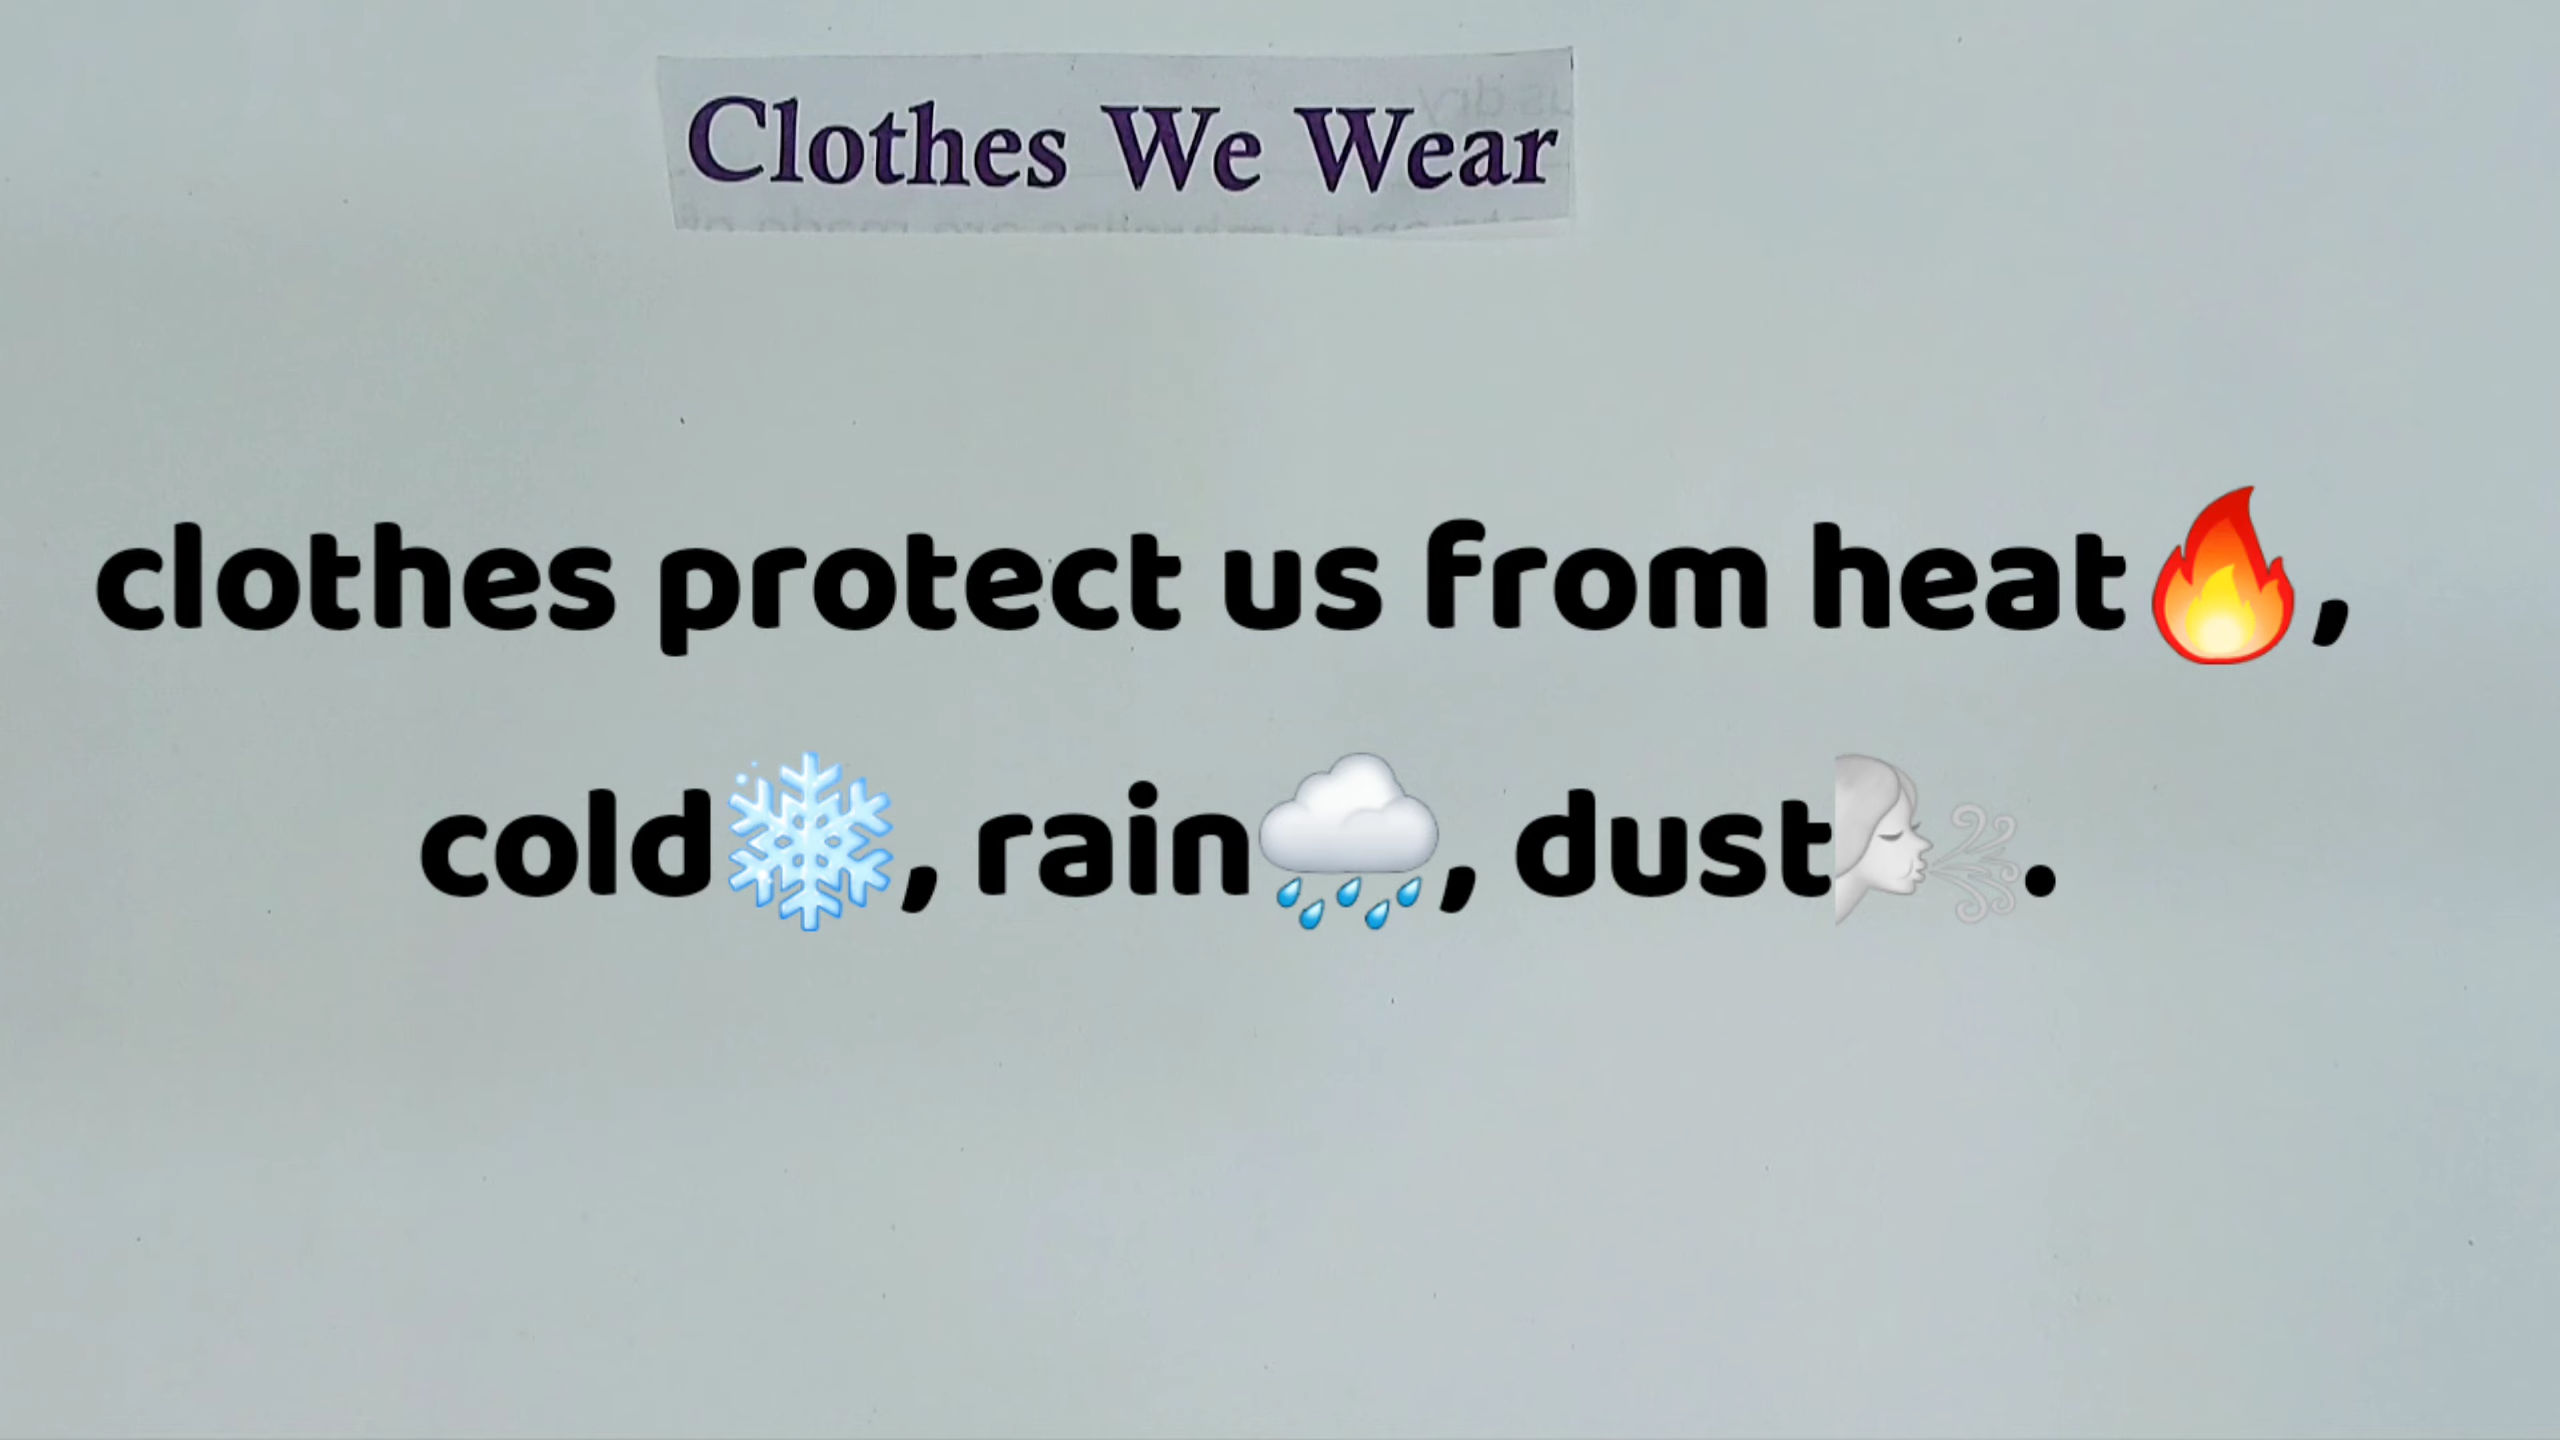 Clothes We Wear
clothes protect us from heat🔥,
cold❄️, rain🌧️, dust🌬️.